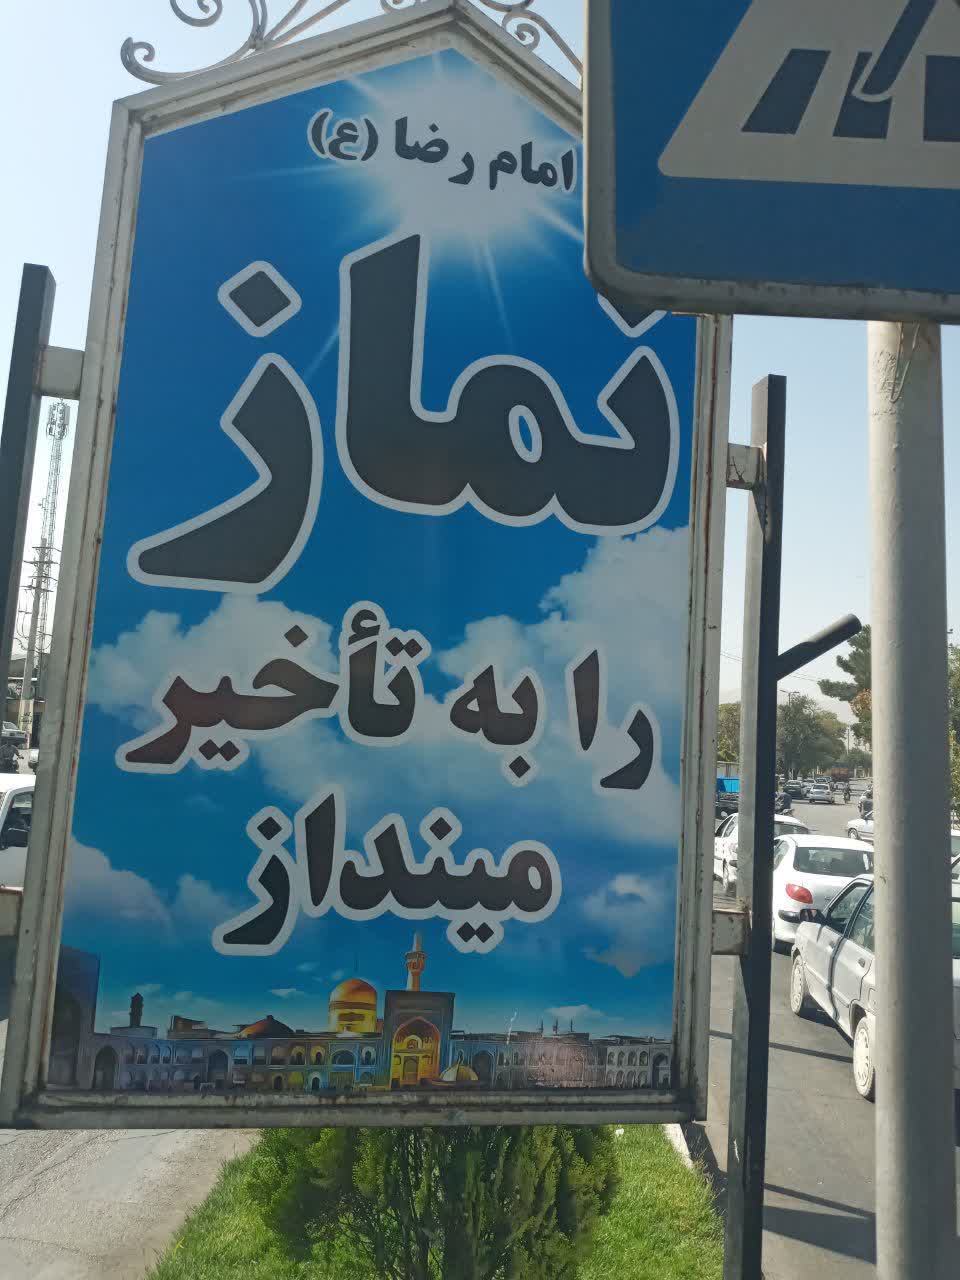 امام رضا (ع)
نماز
را به تأخیر
مینداز